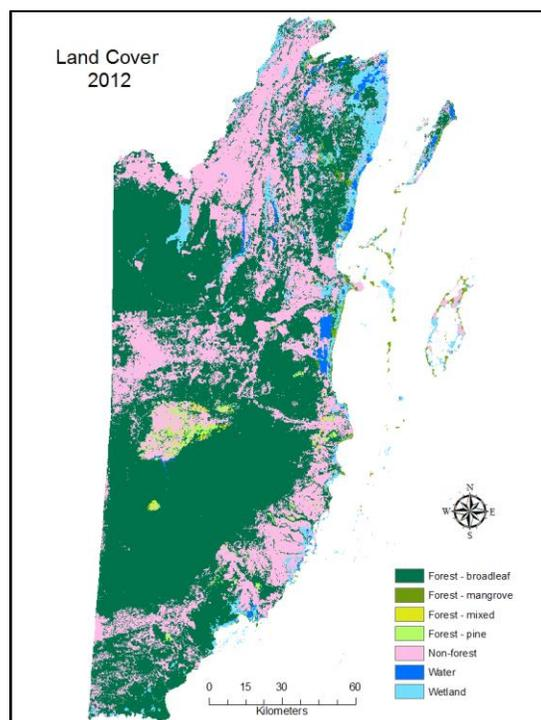 Land Cover
2012
N
W E
S
Forest - broadleaf
Forest - mangrove
Forest - mixed
Forest - pine
Non-forest
Water
Wetland
0 15 30 60
Kilometers